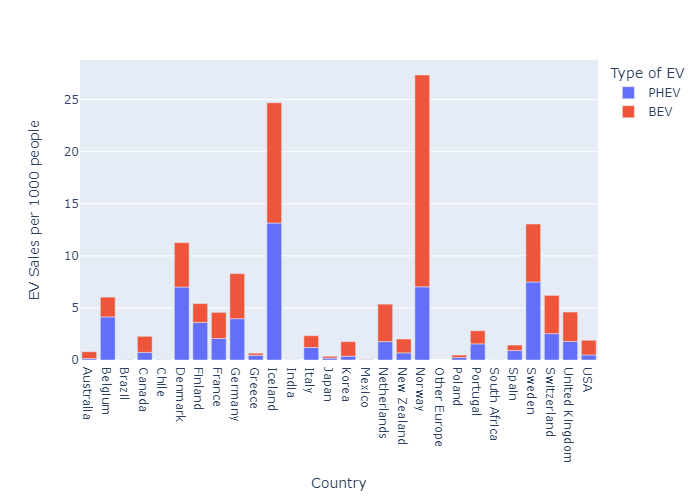 Type of EV
PHEV
BEV
EV Sales per 1000 people
25
20
15
10
5
0
Australia
Belgium
Brazil
Canada
Chile
Denmark
Finland
France
Germany
Greece
Iceland
India
Italy
Japan
Korea
Mexico
Netherlands
New Zealand
Norway
Other Europe
Poland
Portugal
South Africa
Spain
Sweden
Switzerland
United Kingdom
USA
Country